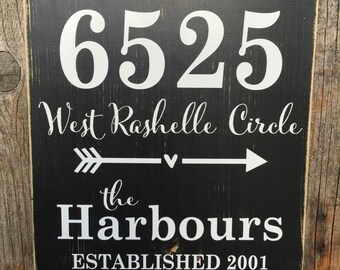 6525
West Rashelle Circle
the
Harbours
ESTABLISHED 2001